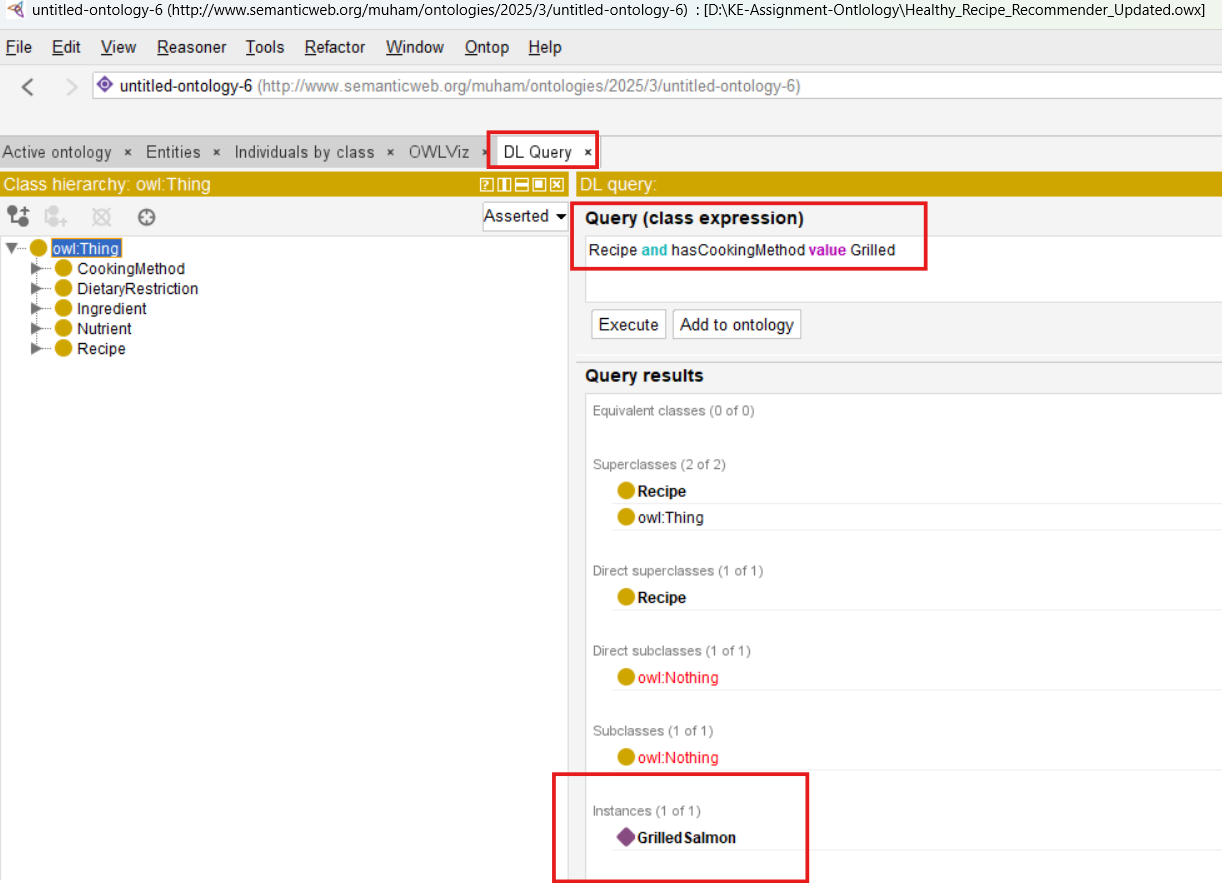 untitled-ontology-6 (http://www.semanticweb.org/muham/ontologies/2025/3/untitled-ontology-6) : [D:\KE-Assignment-Ontlology\Healthy_Recipe_Recommender_Updated.owx]
File Edit View Reasoner Tools Refactor Window Ontop Help
untitled-ontology-6 (http://www.semanticweb.org/muham/ontologies/2025/3/untitled-ontology-6)
Active ontology × Entities × Individuals by class × OWLViz × DL Query ×
Class hierarchy: owl:Thing
Asserted
owl:Thing
CookingMethod
DietaryRestriction
Ingredient
Nutrient
Recipe
DL query:
Query (class expression)
Recipe and hasCookingMethod value Grilled
Execute Add to ontology
Query results
Equivalent classes (0 of 0)
Superclasses (2 of 2)
Recipe
owl:Thing
Direct superclasses (1 of 1)
Recipe
Direct subclasses (1 of 1)
owl:Nothing
Subclasses (1 of 1)
owl:Nothing
Instances (1 of 1)
GrilledSalmon